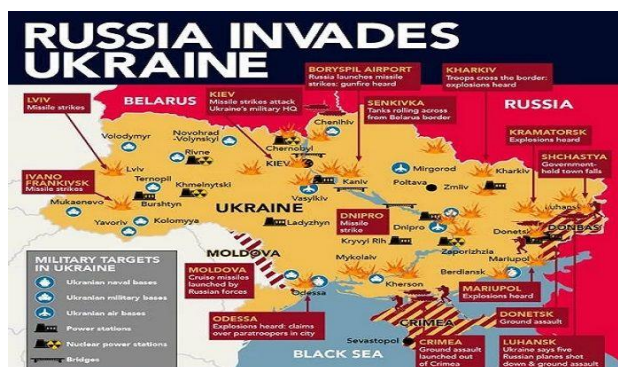 RUSSIA INVADES
UKRAINE
BORYSPIL AIRPORT
Russia launches missile
strikes: gunfire heard
KHARKIV
Troops cross the border:
explosions heard
LVIV
Missile strikes
BELARUS
KIEV
Missile strikes attack
Ukraine's military HQ
SENKIVKA
Tanks rolling across
from Belarus border
RUSSIA
KRAMATORSK
Explosions heard
SHCHASTYA
Government-
held town falls
Chenihiv
Volodymyr
Novohrad
-Volynskyi
Rivne
Chernobyl
KIEV
Lviv
Ternopil
Khmelnytski
Burshtyn
IVANO
FRANKIVSK
Missile strikes
Mukaenevo
Yavoriv
Kolomyya
Vasylkiv
Kaniv
Mirgorod
Poltava
Zmliv
Kharkiv
Luhansk
UKRAINE
Ladyzhyn
DNIPRO
Missile
strike
Dnipro
Donetsk
DONBAS
Kryvyi RIh
Zaporizhzia
Mariupol
MOLDOVA
Mykolaiv
Berdiansk
Kherson
Odessa
MOLDOVA
Cruise missiles
launched by
Russian forces
MARIUPOL
Explosions heard
MILITARY TARGETS
IN UKRAINE
Ukranian naval bases
Ukranian military bases
Ukranian air bases
Power stations
Nuclear power stations
Bridges
ODESSA
Explosions heard: claims
over paratroopers in city
CRIMEA
Sevastopol
DONETSK
Ground assault
CRIMEA
Ground assault
launched out
of Crimea
LUHANSK
Ukraine says five
Russian planes shot
down & ground assault
BLACK SEA